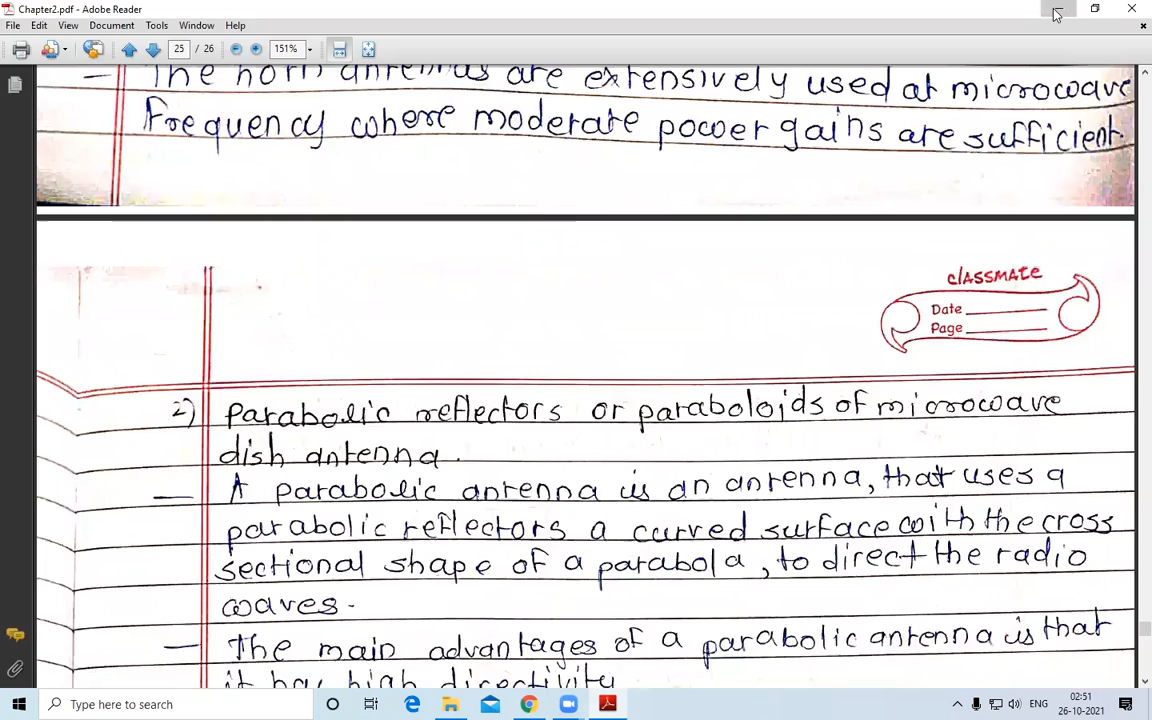 Chapter2.pdf - Adobe Reader
File Edit View Document Tools Window Help
25 / 26 151%
- The horn antennas are extensively used at microwave
frequency where moderate power gains are sufficient
classmate
Date
Page
2) parabolic reflectors or paraboloids of microwave
dish antenna.
- A parabolic antenna is an antenna, that uses a
parabolic reflectors a curved surface with the cross
sectional shape of a parabola, to direct the radio
waves.
- The main advantages of a parabolic antenna is that
it has high directivity
Type here to search
ENG
02:51
26-10-2021